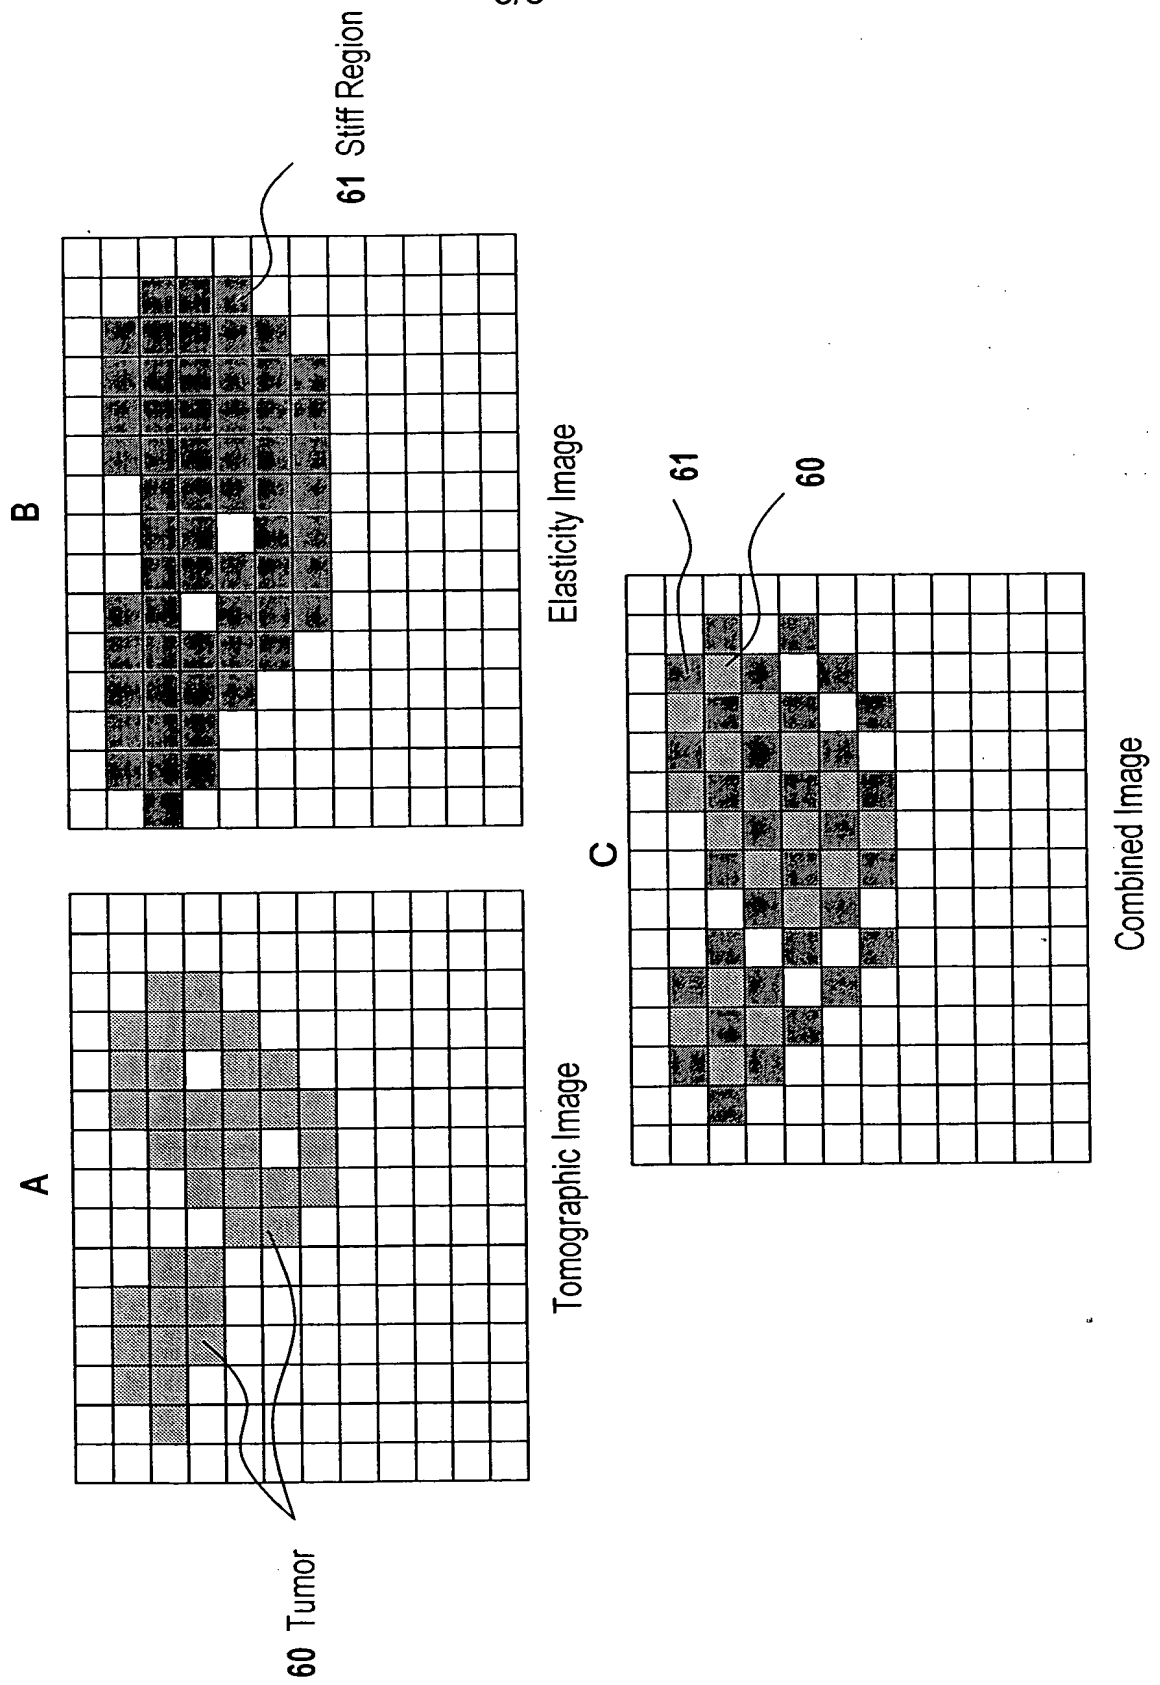 A
B
60 Tumor
61 Stiff Region
Tomographic Image
Elasticity Image
C
61
60
Combined Image